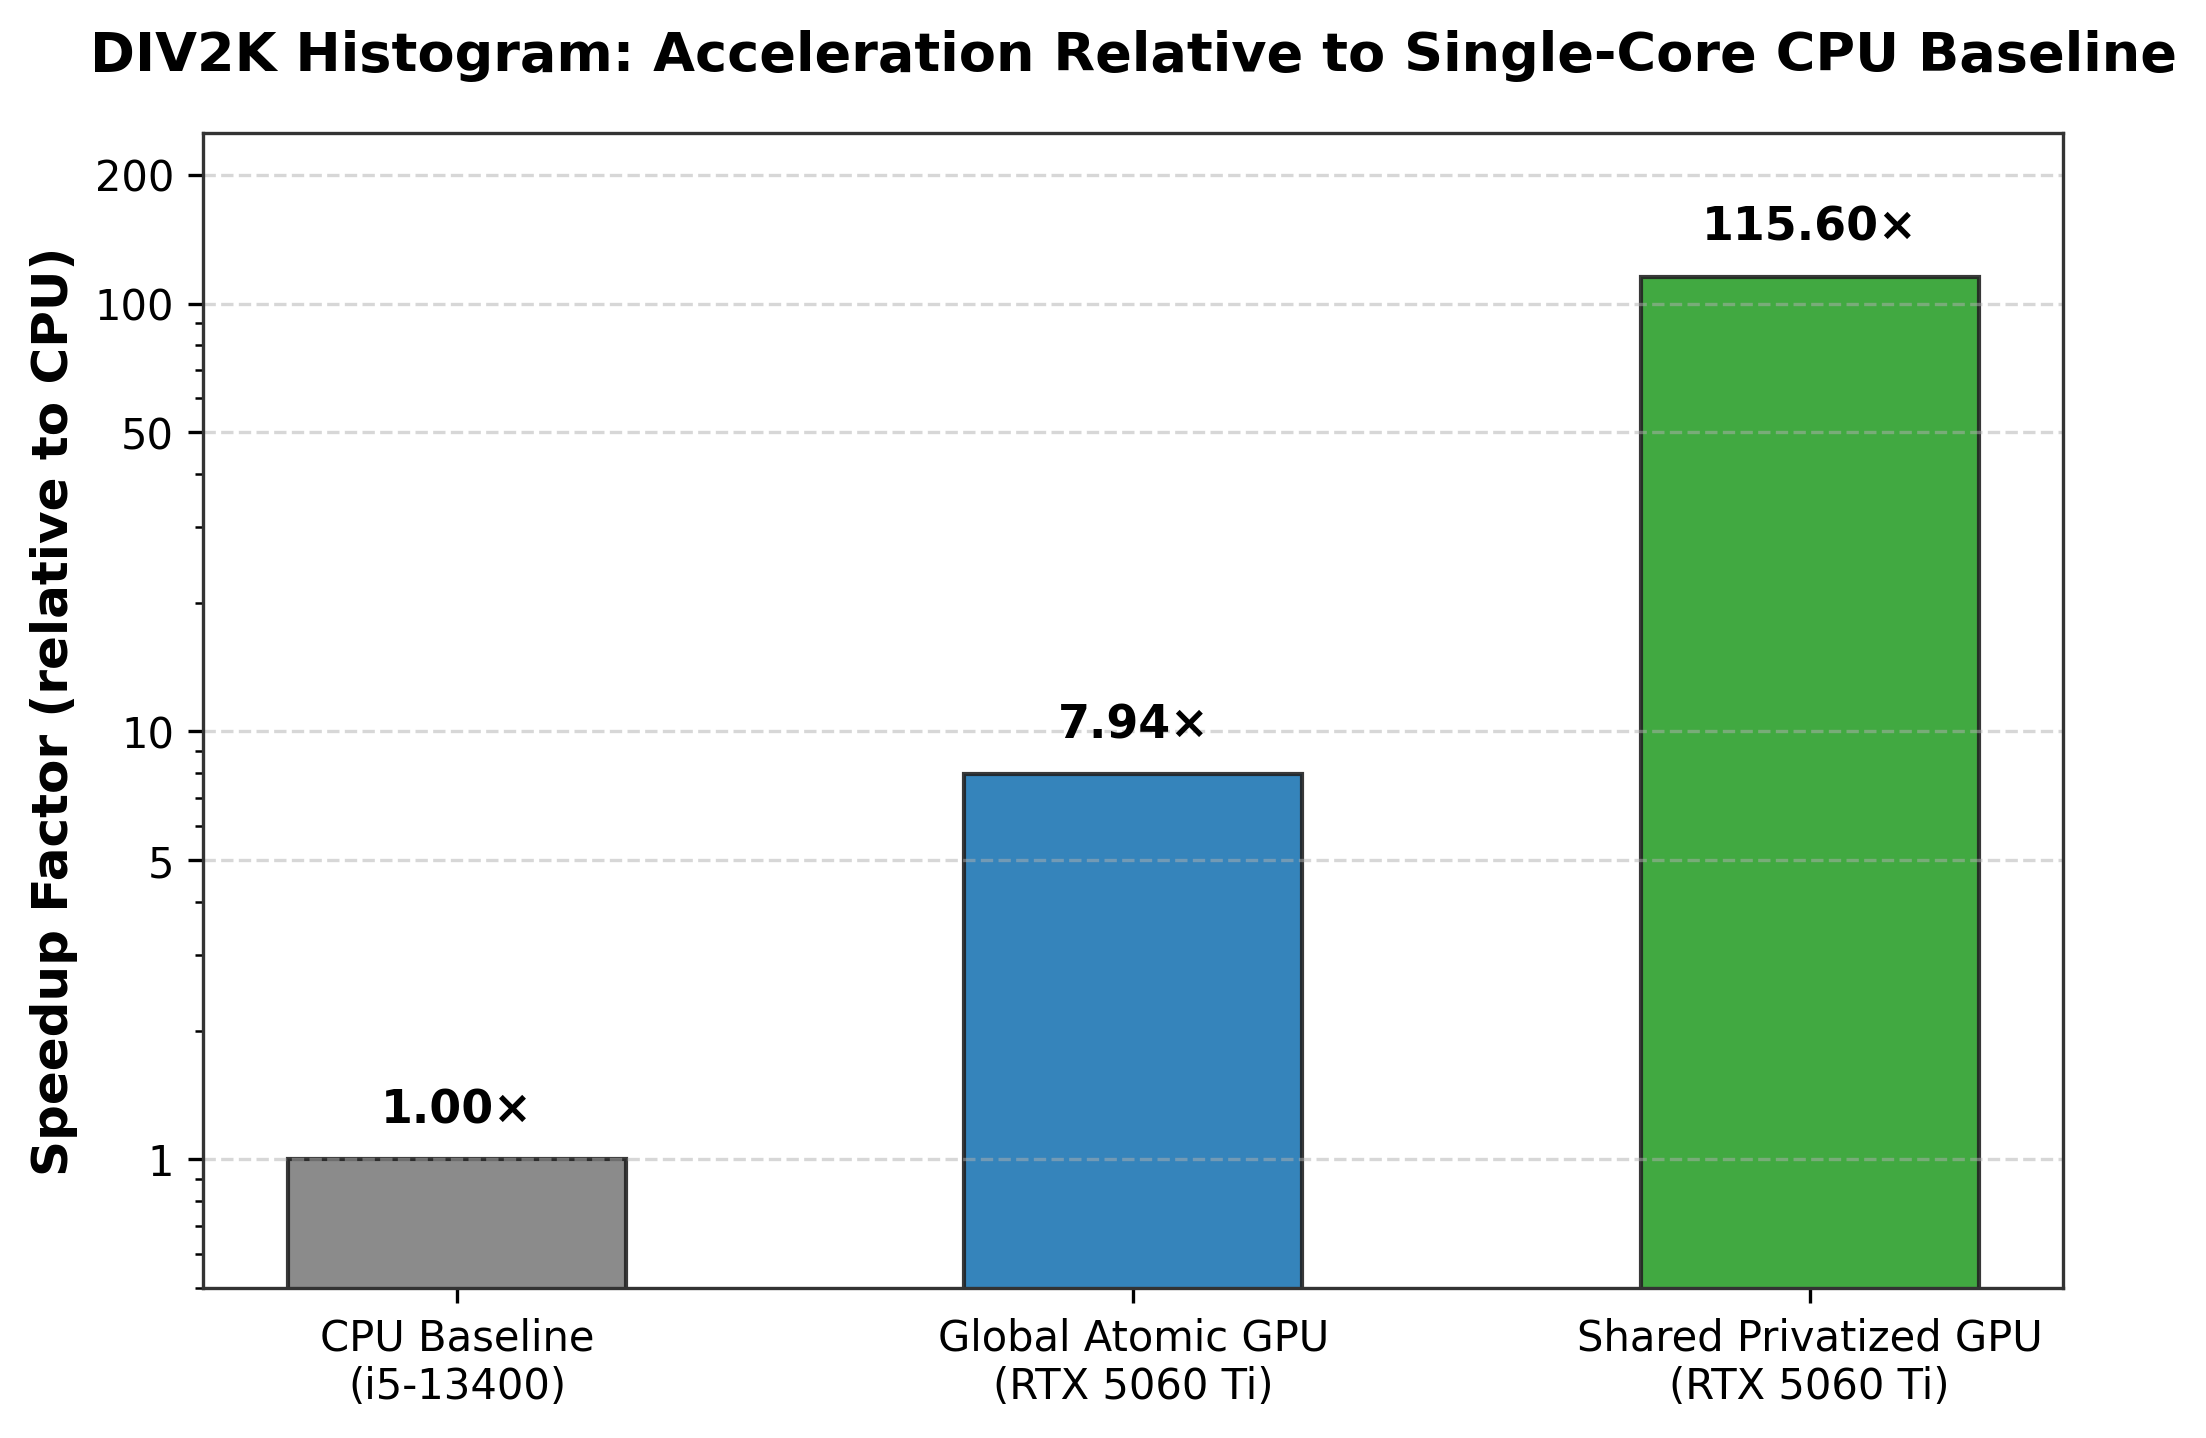 DIV2K Histogram: Acceleration Relative to Single-Core CPU Baseline
Speedup Factor (relative to CPU)
200
100
50
10
5
1
115.60×
7.94×
1.00×
CPU Baseline
(i5-13400)
Global Atomic GPU
(RTX 5060 Ti)
Shared Privatized GPU
(RTX 5060 Ti)